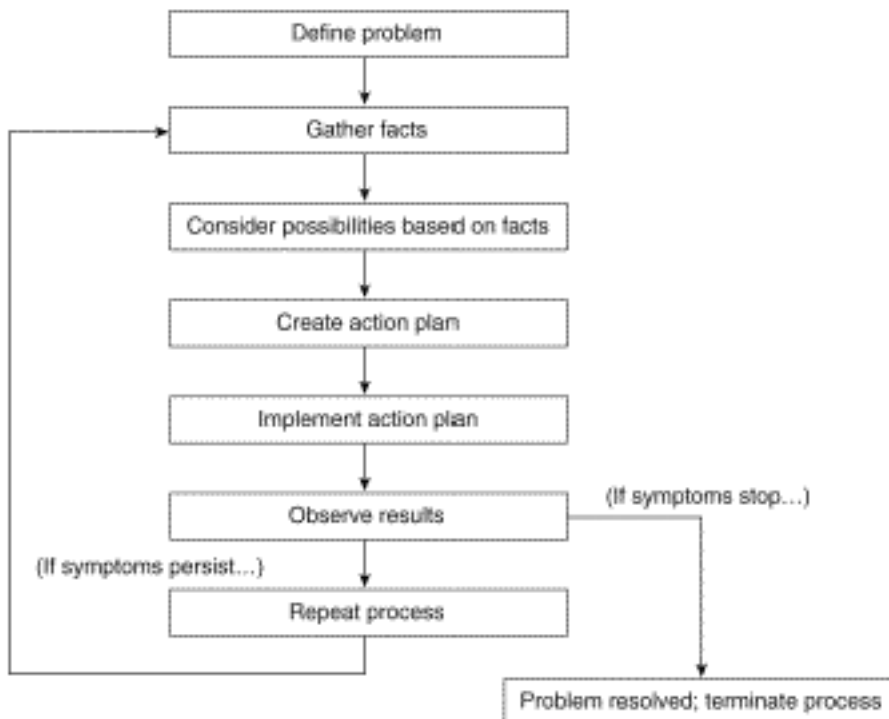 Define problem
Gather facts
Consider possibilities based on facts
Create action plan
Implement action plan
(If symptoms stop...)
Observe results
(If symptoms persist...)
Repeat process
Problem resolved; terminate process